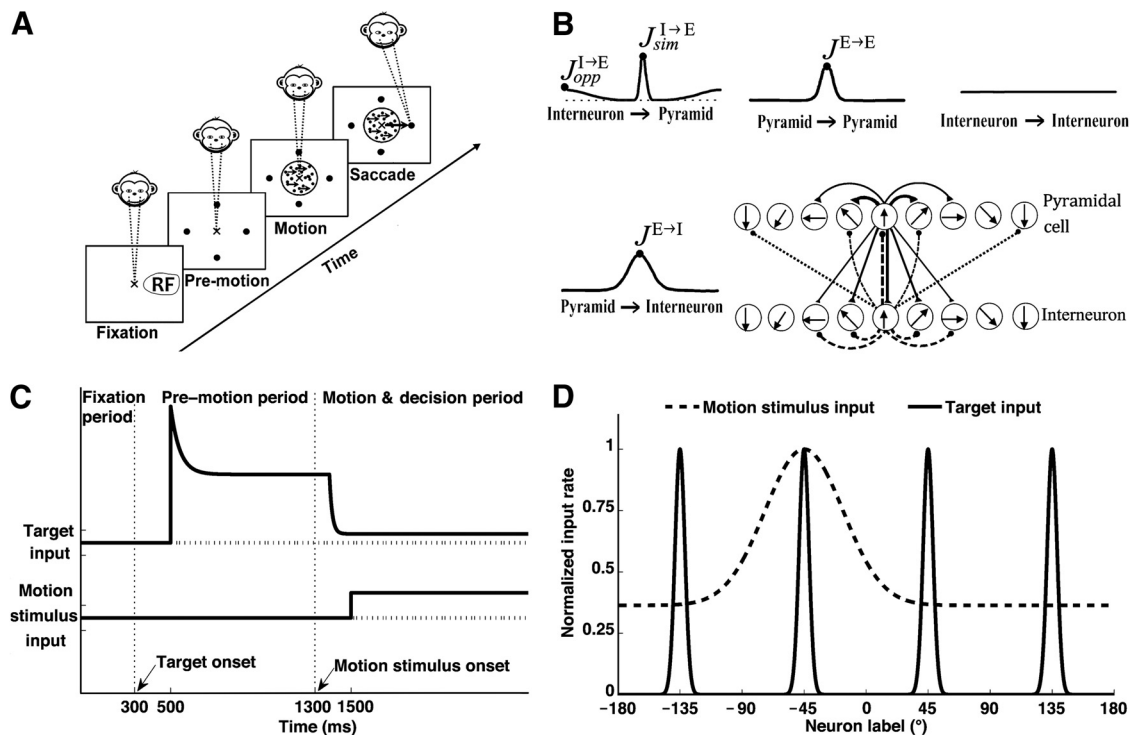 A
Fixation
RF
Pre-motion
Motion
Saccade
Time
B
J_opp^{I→E}
J_sim^{I→E}
Interneuron → Pyramid
J^{E→E}
Pyramid → Pyramid
Interneuron → Interneuron
J^{E→I}
Pyramid → Interneuron
Pyramidal
cell
Interneuron
C
Fixation
period
Pre–motion period
Motion & decision period
Target
input
Motion
stimulus
input
Target onset
Motion stimulus onset
300 500 1300 1500
Time (ms)
D
Motion stimulus input
Target input
Normalized input rate
1
0.75
0.5
0.25
0
−180 −135 −90 −45 0 45 90 135 180
Neuron label (°)